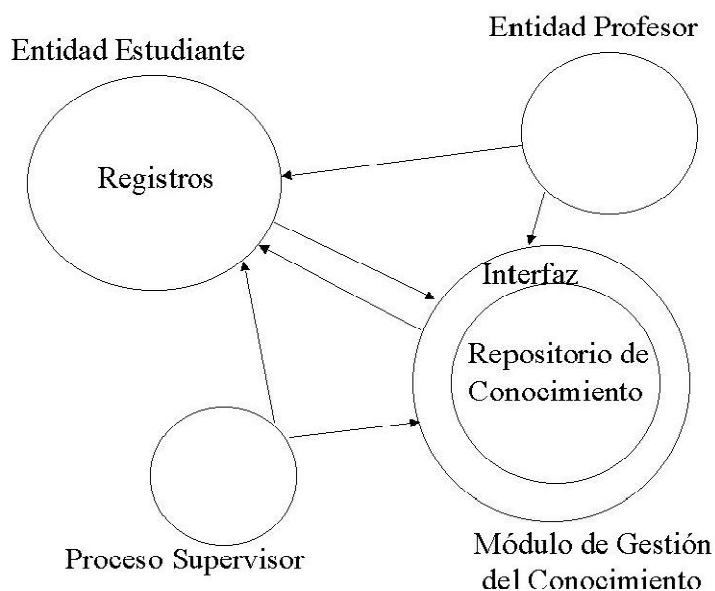 Entidad Profesor
Entidad Estudiante
Registros
Interfaz
Repositorio de
Conocimiento
Proceso Supervisor
Módulo de Gestión
del Conocimiento